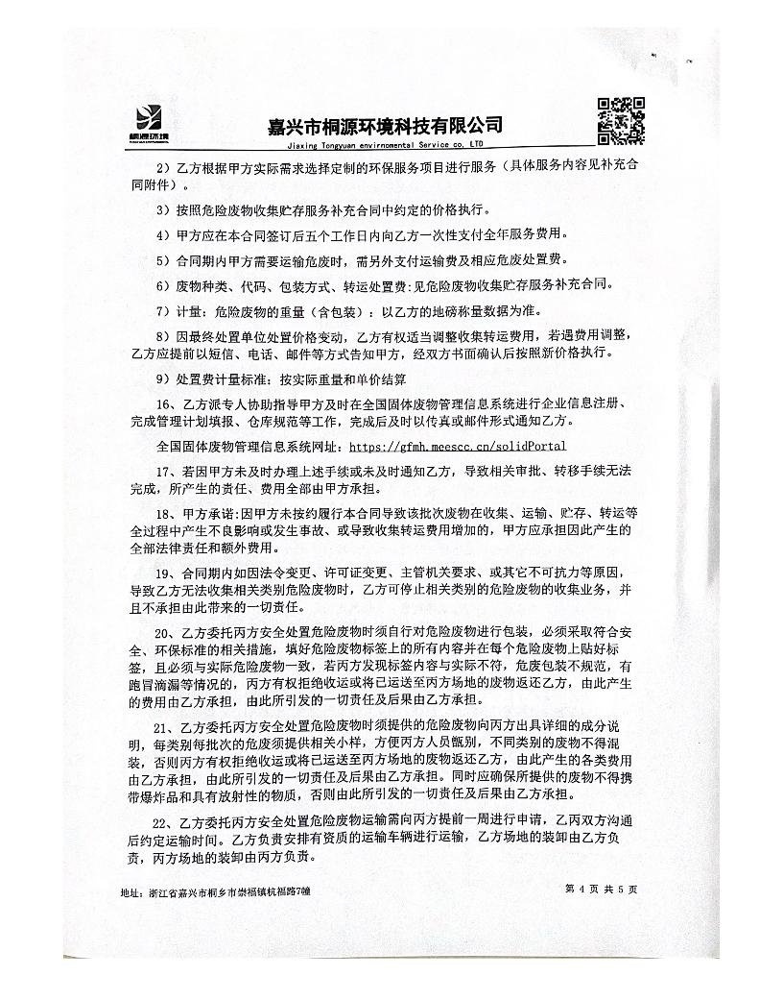 桐源环境
嘉兴市桐源环境科技有限公司
Jiaxing Tongyuan envirnomental Service co. LTD
2）乙方根据甲方实际需求选择定制的环保服务项目进行服务（具体服务内容见补充合
同附件）。
3）按照危险废物收集贮存服务补充合同中约定的价格执行。
4）甲方应在本合同签订后五个工作日内向乙方一次性支付全年服务费用。
5）合同期内甲方需要运输危废时，需另外支付运输费及相应危废处置费。
6）废物种类、代码、包装方式、转运处置费:见危险废物收集贮存服务补充合同。
7）计量：危险废物的重量（含包装）：以乙方的地磅称量数据为准。
8）因最终处置单位处置价格变动，乙方有权适当调整收集转运费用，若遇费用调整，
乙方应提前以短信、电话、邮件等方式告知甲方，经双方书面确认后按照新价格执行。
9）处置费计量标准：按实际重量和单价结算
16、乙方派专人协助指导甲方及时在全国固体废物管理信息系统进行企业信息注册、
完成管理计划填报、仓库规范等工作，完成后及时以传真或邮件形式通知乙方。
全国固体废物管理信息系统网址：https://gfmh.meescc.cn/solidPortal
17、若因甲方未及时办理上述手续或未及时通知乙方，导致相关审批、转移手续无法
完成，所产生的责任、费用全部由甲方承担。
18、甲方承诺:因甲方未按约履行本合同导致该批次废物在收集、运输、贮存、转运等
全过程中产生不良影响或发生事故、或导致收集转运费用增加的，甲方应承担因此产生的
全部法律责任和额外费用。
19、合同期内如因法令变更、许可证变更、主管机关要求、或其它不可抗力等原因，
导致乙方无法收集相关类别危险废物时，乙方可停止相关类别的危险废物的收集业务，并
且不承担由此带来的一切责任。
20、乙方委托丙方安全处置危险废物时须自行对危险废物进行包装，必须采取符合安
全、环保标准的相关措施，填好危险废物标签上的所有内容并在每个危险废物上贴好标
签，且必须与实际危险废物一致，若丙方发现标签内容与实际不符，危废包装不规范，有
跑冒滴漏等情况的，丙方有权拒绝收运或将已运送至丙方场地的废物返还乙方，由此产生
的费用由乙方承担，由此所引发的一切责任及后果由乙方承担。
21、乙方委托丙方安全处置危险废物时须提供的危险废物向丙方出具详细的成分说
明，每类别每批次的危废须提供相关小样，方便丙方人员甄别，不同类别的废物不得混
装，否则丙方有权拒绝收运或将已运送至丙方场地的废物返还乙方，由此产生的各类费用
由乙方承担，由此所引发的一切责任及后果由乙方承担。同时应确保所提供的废物不得携
带爆炸品和具有放射性的物质，否则由此所引发的一切责任及后果由乙方承担。
22、乙方委托丙方安全处置危险废物运输需向丙方提前一周进行申请，乙丙双方沟通
后约定运输时间。乙方负责安排有资质的运输车辆进行运输，乙方场地的装卸由乙方负
责，丙方场地的装卸由丙方负责。
地址：浙江省嘉兴市桐乡市崇福镇杭福路7幢
第 4 页 共 5 页